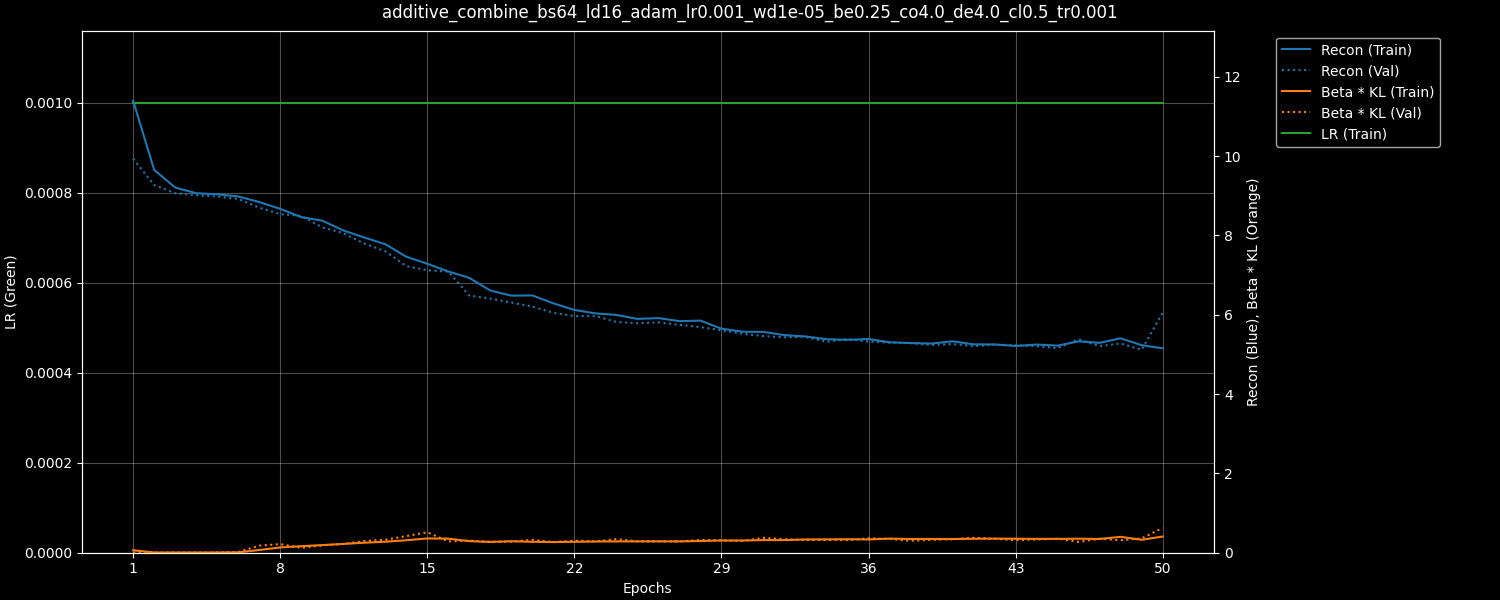 additive_combine_bs64_ld16_adam_lr0.001_wd1e-05_be0.25_co4.0_de4.0_cl0.5_tr0.001
Recon (Train)
Recon (Val)
Beta * KL (Train)
Beta * KL (Val)
LR (Train)
LR (Green)
0.0010
0.0008
0.0006
0.0004
0.0002
0.0000
12
10
8
6
4
2
0
Recon (Blue), Beta * KL (Orange)
1 8 15 22 29 36 43 50
Epochs